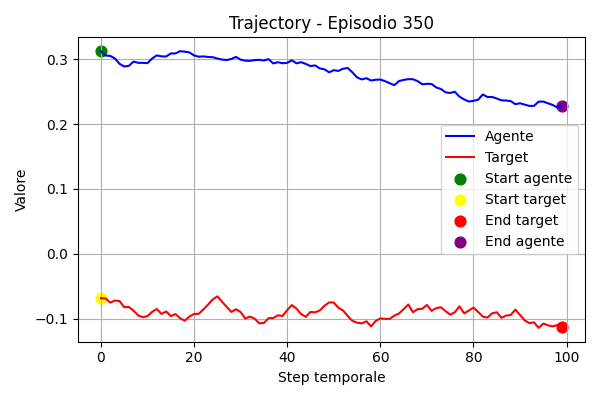 Trajectory - Episodio 350
Valore
0.3
0.2
0.1
0.0
−0.1
Agente
Target
Start agente
Start target
End target
End agente
0 20 40 60 80 100
Step temporale